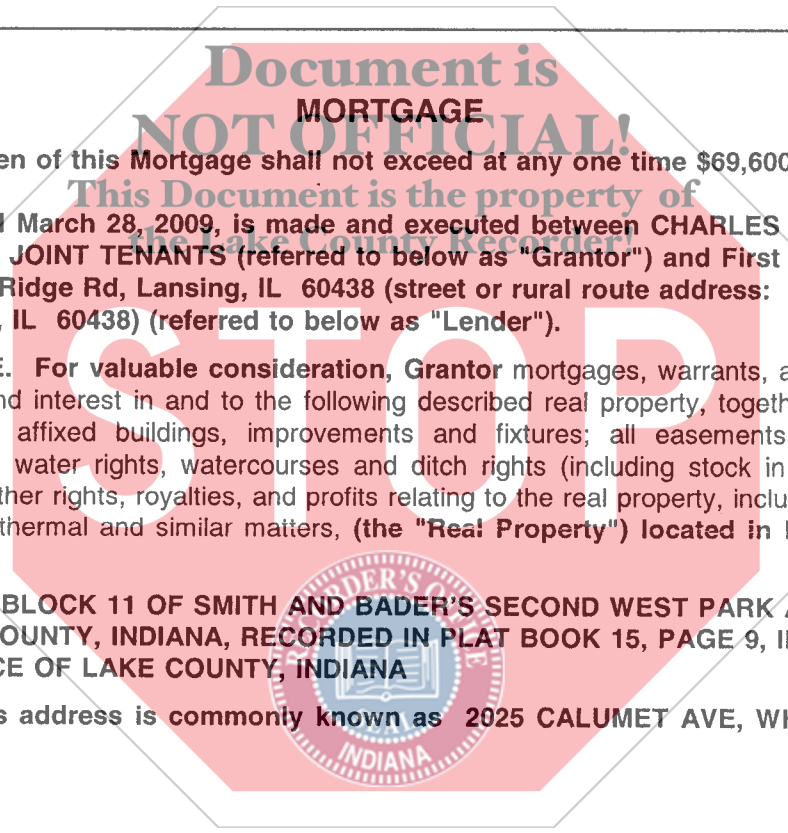 Document is
MORTGAGE
NOT OFFICIAL!
en of this Mortgage shall not exceed at any one time $69,600
This Document is the property of
March 28, 2009, is made and executed between CHARLES
the Lake County Recorder!
JOINT TENANTS (referred to below as "Grantor") and First
Ridge Rd, Lansing, IL 60438 (street or rural route address:
, IL 60438) (referred to below as "Lender").
E. For valuable consideration, Grantor mortgages, warrants, a
nd interest in and to the following described real property, togeth
affixed buildings, improvements and fixtures; all easements
water rights, watercourses and ditch rights (including stock in
ther rights, royalties, and profits relating to the real property, inclu
thermal and similar matters, (the "Real Property") located in
STOP
BLOCK 11 OF SMITH AND BADER'S SECOND WEST PARK
OUNTY, INDIANA, RECORDED IN PLAT BOOK 15, PAGE 9, I
CE OF LAKE COUNTY, INDIANA
s address is commonly known as 2025 CALUMET AVE, WH
RECORDER'S OFFICE
SEAL
INDIANA